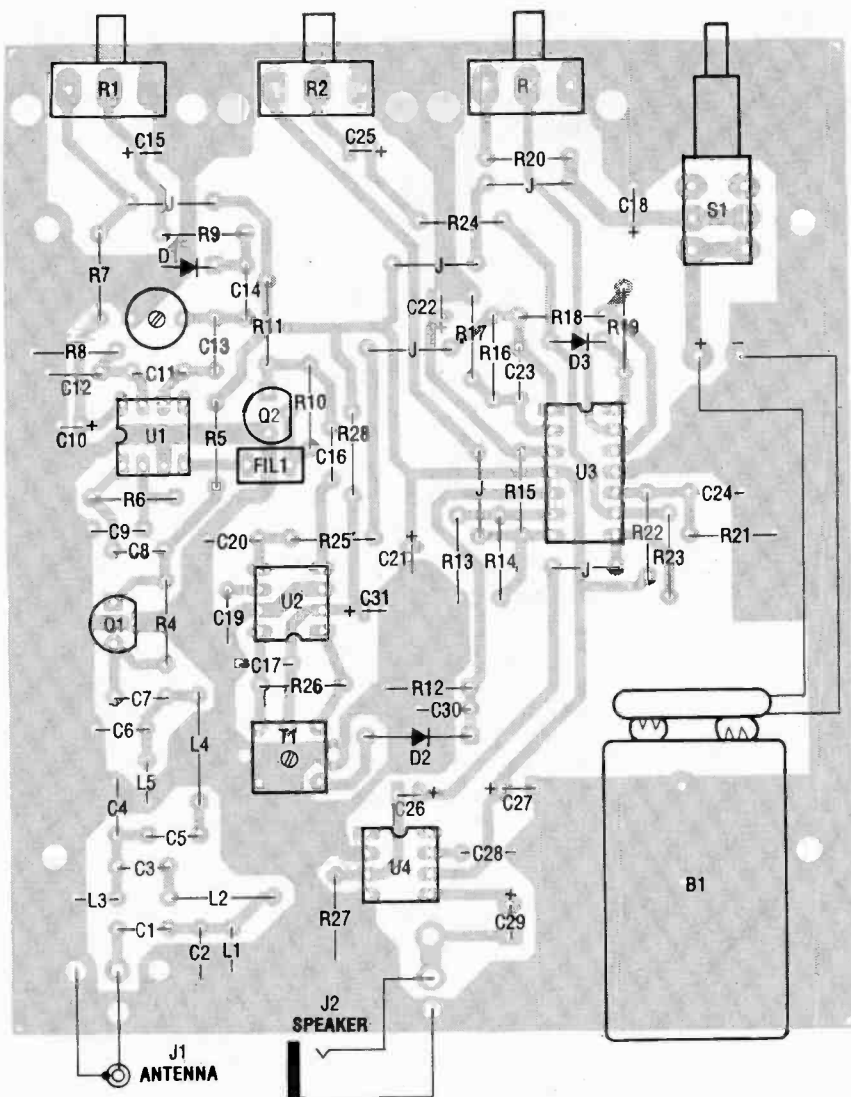 R1
R2
R
C15
C25
R20
J
J
S1
C18
R24
R9
D
R7
J
C14
C22
R11
R17
R18
R19
C13
R16
D3
J
+
-
R8
C11
C23
C12
R10
Q2
C10
U1
R5
R28
FIL1
C16
U3
J
R15
R6
C24
C9
C8
C20
R25
C21
R13
R14
R22
R23
R21
J
U2
C31
C19
Q1
R4
C17
R26
R12
C7
C30
C6
L4
T1
D2
L5
C4
C26
C27
C5
C3
U4
C28
B1
L3
L2
R27
C29
C1
C2
L1
J2
SPEAKER
J1
ANTENNA